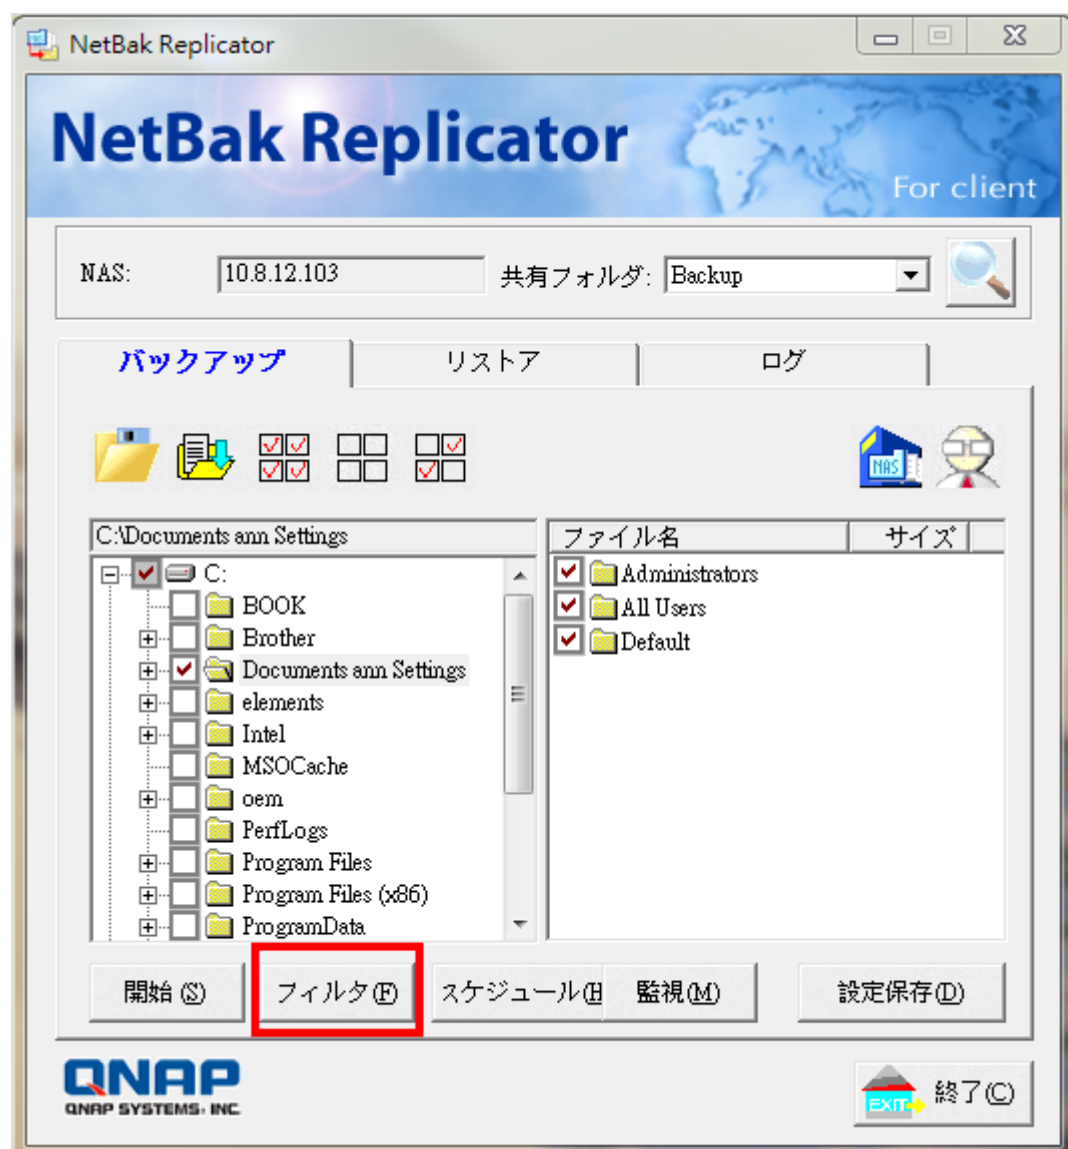 NetBak Replicator
NetBak Replicator
For client
NAS: 10.8.12.103 共有フォルダ: Backup
バックアップ リストア ログ
NAS
C:\Documents ann Settings
ファイル名 サイズ
C:
BOOK
Brother
Documents ann Settings
elements
Intel
MSOCache
oem
PerfLogs
Program Files
Program Files (x86)
ProgramData
Administrators
All Users
Default
開始 (S) フィルタ(F) スケジュール(H 監視(M) 設定保存(D)
QNAP
QNAP SYSTEMS, INC.
EXIT 終了(C)